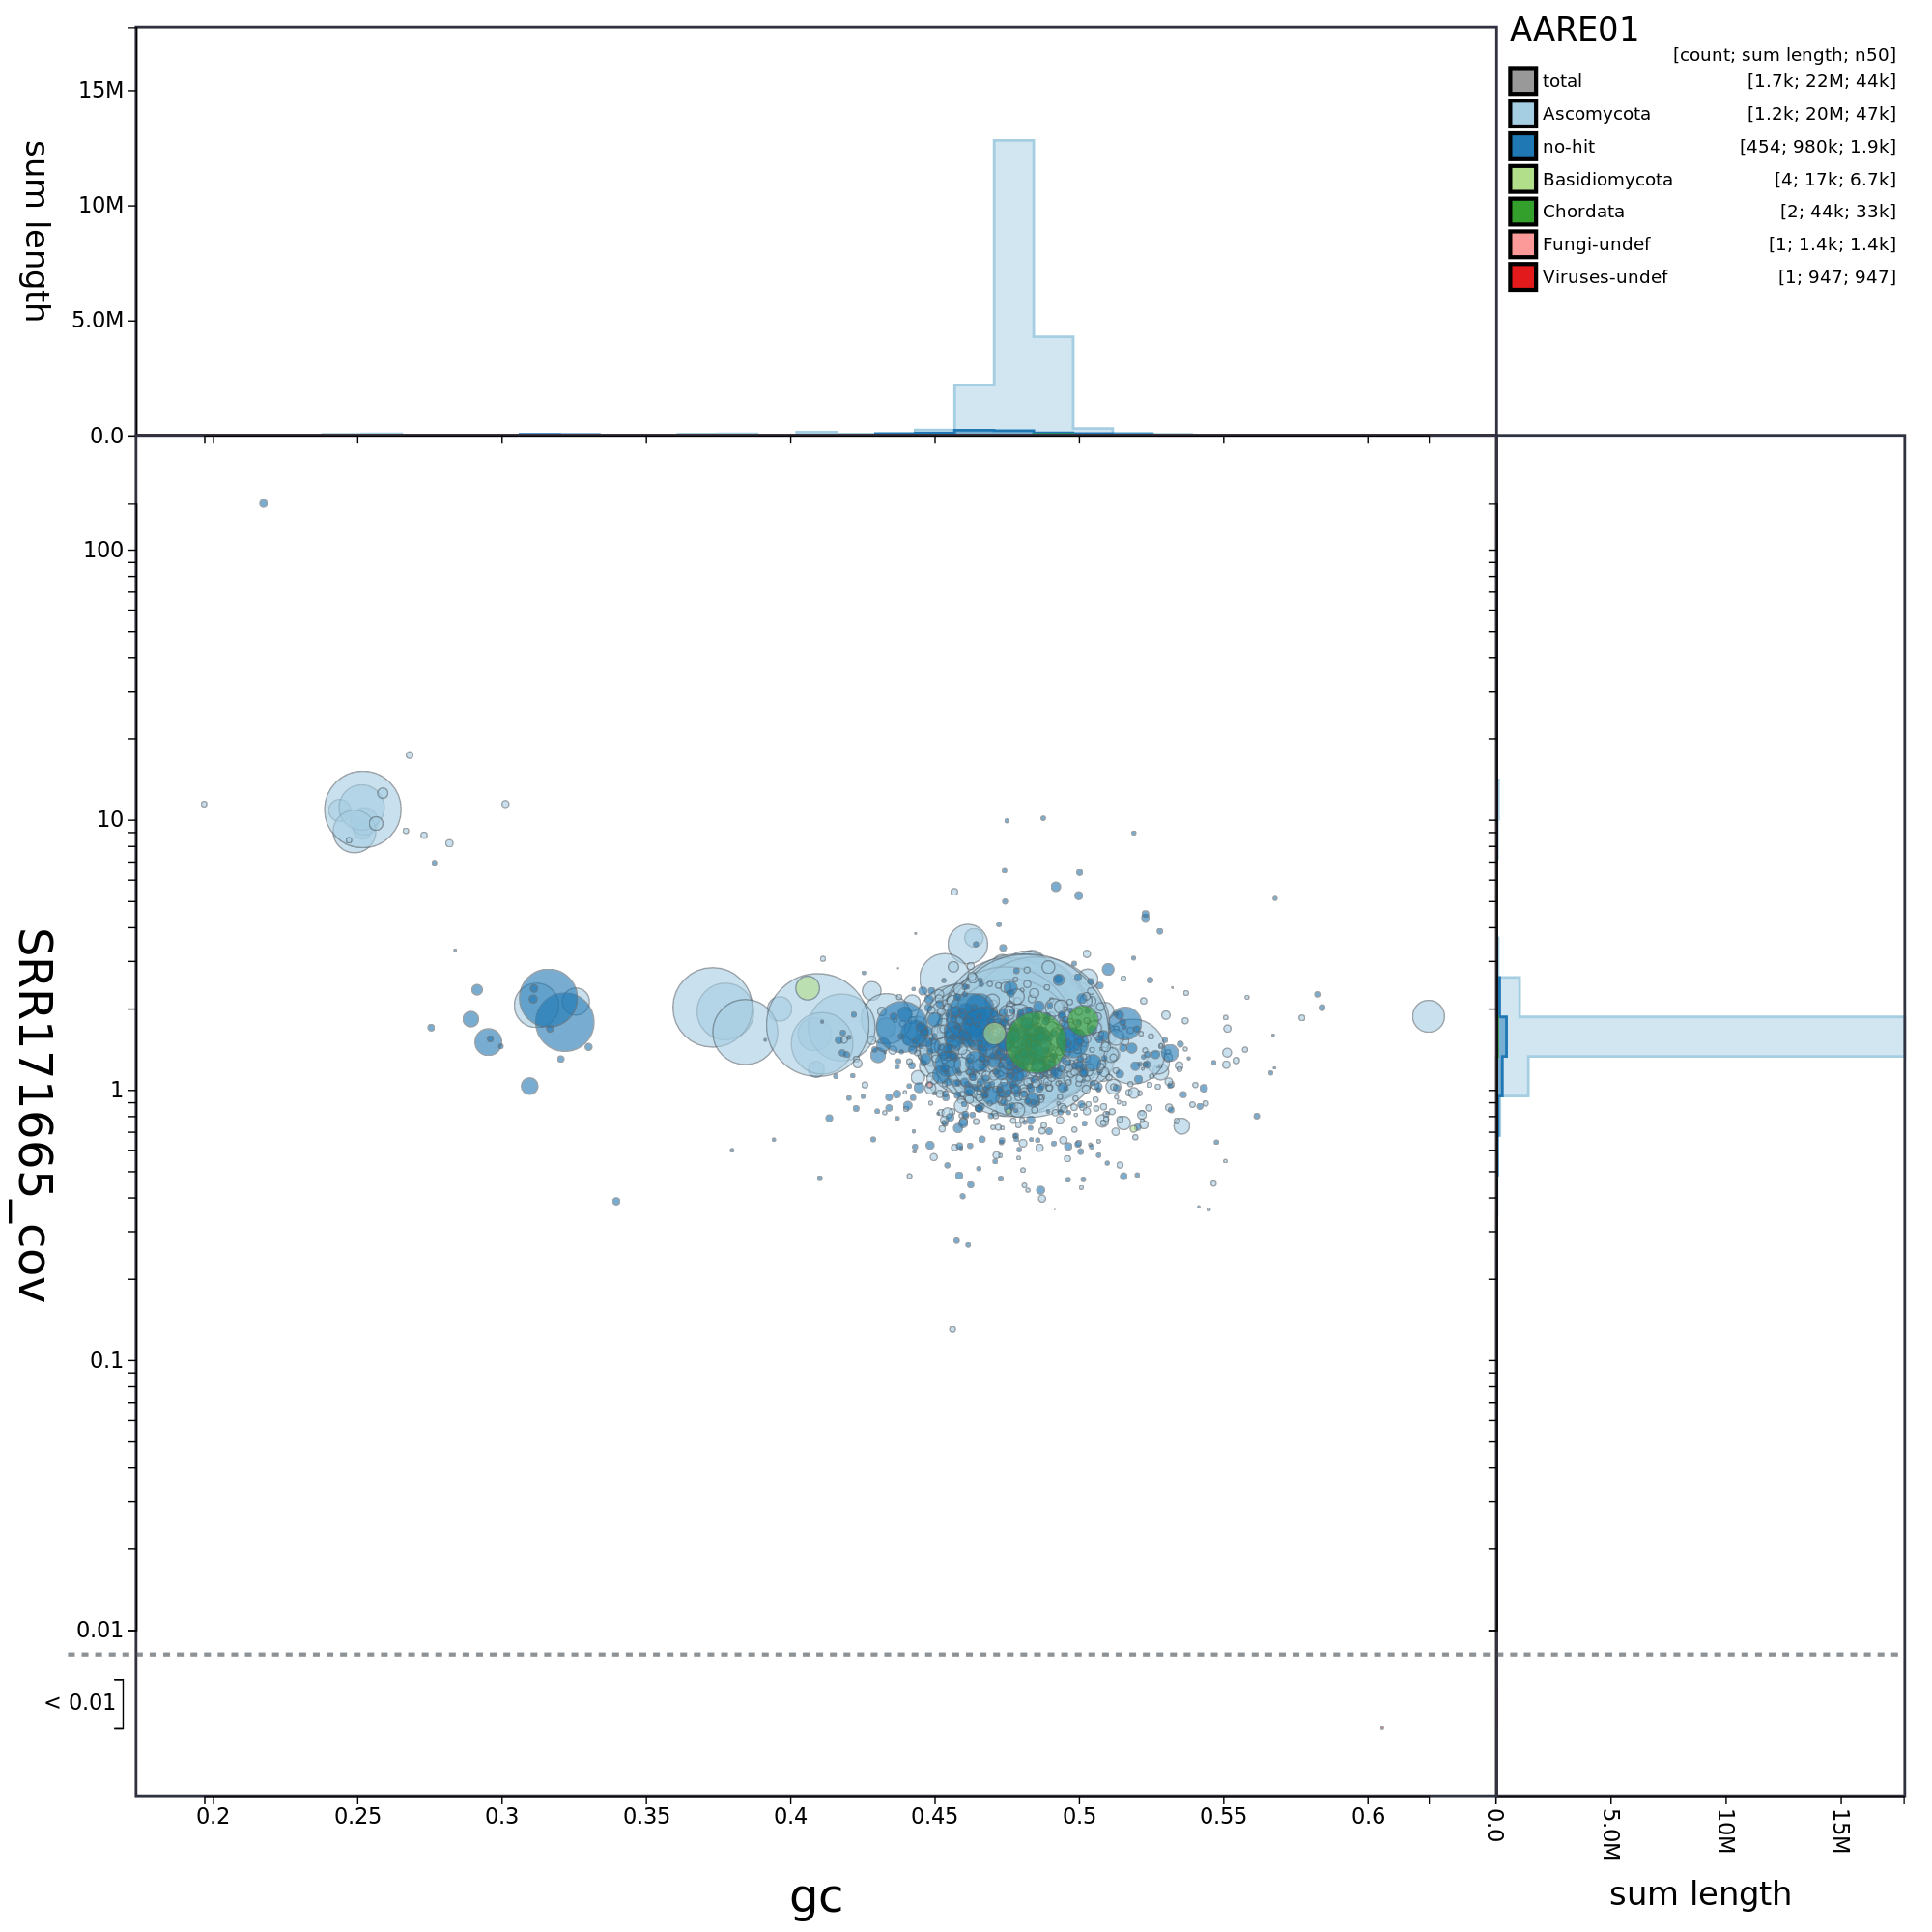 AARE01
[count; sum length; n50]
total [1.7k; 22M; 44k]
Ascomycota [1.2k; 20M; 47k]
no-hit [454; 980k; 1.9k]
Basidiomycota [4; 17k; 6.7k]
Chordata [2; 44k; 33k]
Fungi-undef [1; 1.4k; 1.4k]
Viruses-undef [1; 947; 947]
sum length
15M
10M
5.0M
0.0
SRR171665_cov
100
10
1
0.1
0.01
< 0.01
0.2 0.25 0.3 0.35 0.4 0.45 0.5 0.55 0.6
gc
0.0 5.0M 10M 15M
sum length